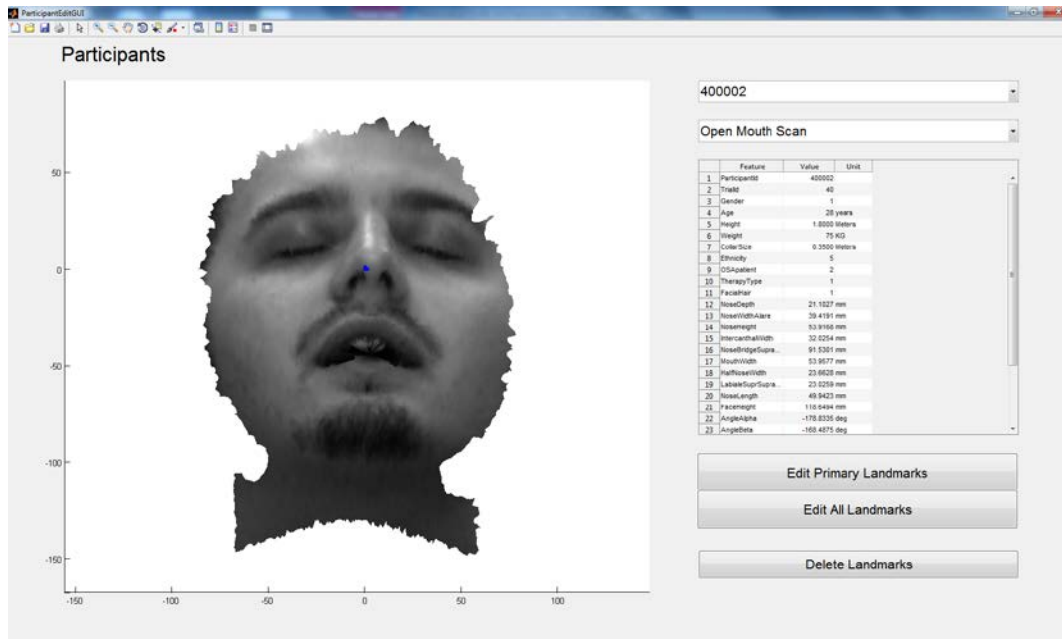 ParticipantEditGUI
Participants
400002
Open Mouth Scan
Feature Value Unit
1 ParticipantId 400002
2 TrialId 40
3 Gender 1
4 Age 28 years
5 Height 1.8000 Meters
6 Weight 75 KG
7 CollarSize 0.3500 Meters
8 Ethnicity 5
9 OSApatient 2
10 TherapyType 1
11 FacialHair 1
12 NoseDepth 21.1027 mm
13 NoseWidthAlare 39.4191 mm
14 NoseHeight 53.9168 mm
15 IntercanthalWidth 32.0254 mm
16 NoseBridgeSupra... 91.5301 mm
17 MouthWidth 53.9577 mm
18 HalfNoseWidth 23.6628 mm
19 LabialeSuprSupra... 23.0259 mm
20 NoseLength 49.9423 mm
21 FaceHeight 118.6494 mm
22 AngleAlpha -178.8335 deg
23 AngleBeta -168.4875 deg
50
0
-50
-100
-150
-150 -100 -50 0 50 100
Edit Primary Landmarks
Edit All Landmarks
Delete Landmarks